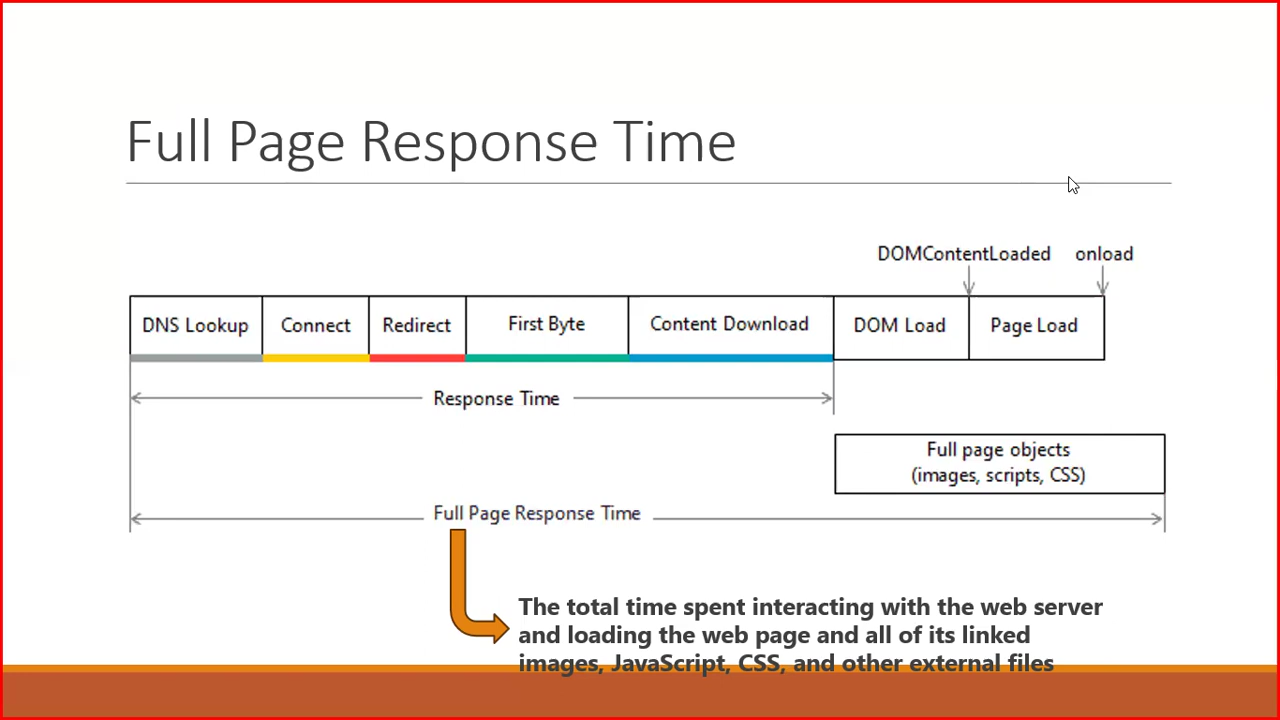 Full Page Response Time
DOMContentLoaded onload
DNS Lookup Connect Redirect First Byte Content Download DOM Load Page Load
Response Time
Full page objects
(images, scripts, CSS)
Full Page Response Time
The total time spent interacting with the web server
and loading the web page and all of its linked
images, JavaScript, CSS, and other external files